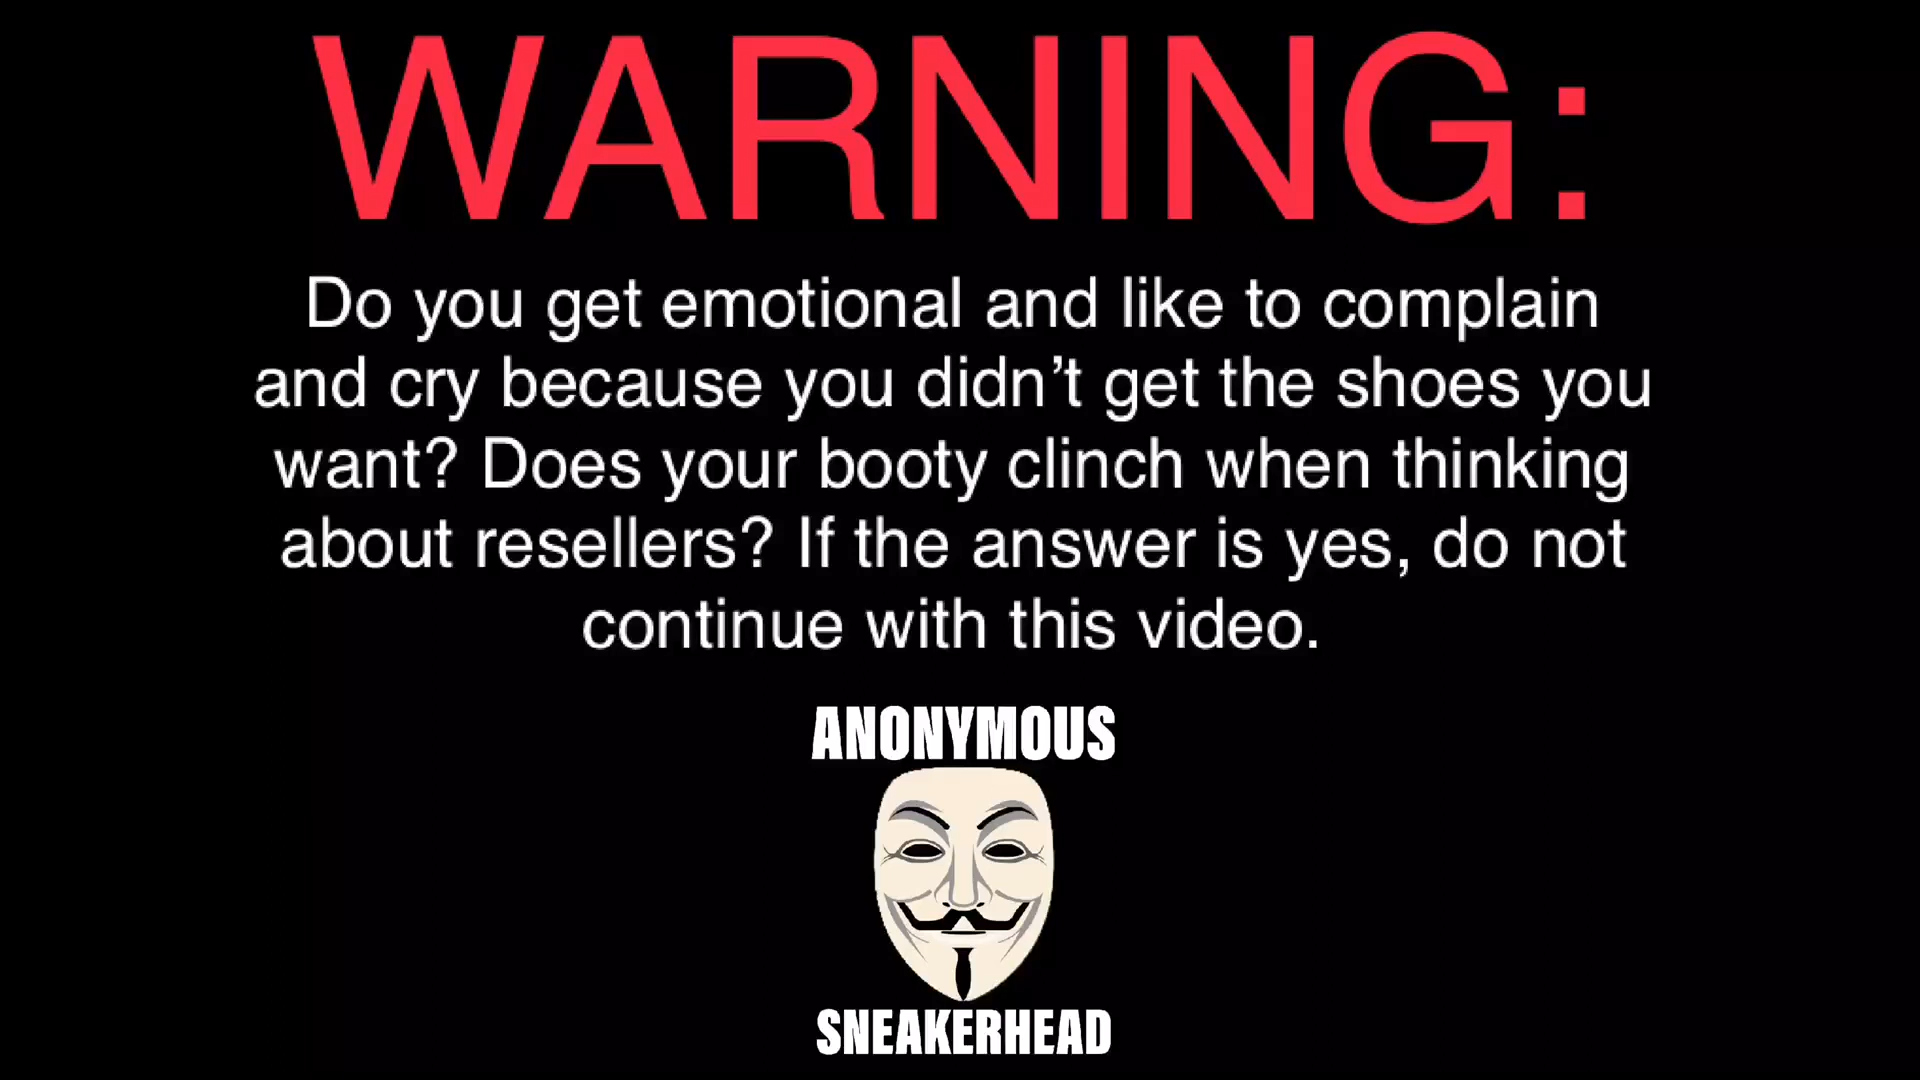 WARNING:
Do you get emotional and like to complain
and cry because you didn’t get the shoes you
want? Does your booty clinch when thinking
about resellers? If the answer is yes, do not
continue with this video.
ANONYMOUS
SNEAKERHEAD